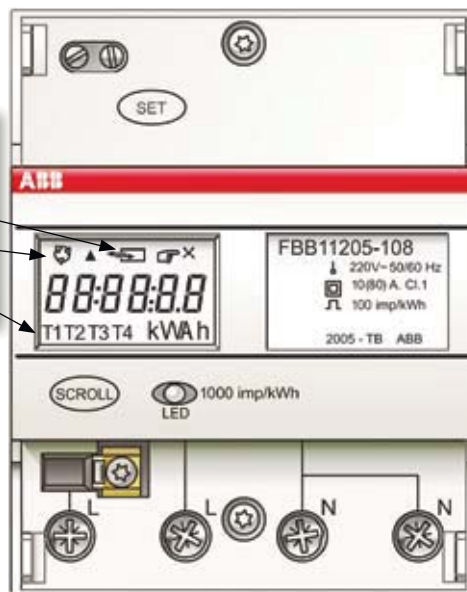 SET
ABB
FBB11205-108
220V~50/60 Hz
10(80) A. Cl.1
100 imp/kWh
2005 - TB ABB
88:88:8.8
T1T2T3T4 kWAh
SCROLL
1000 imp/kWh
LED
L
L
N
N